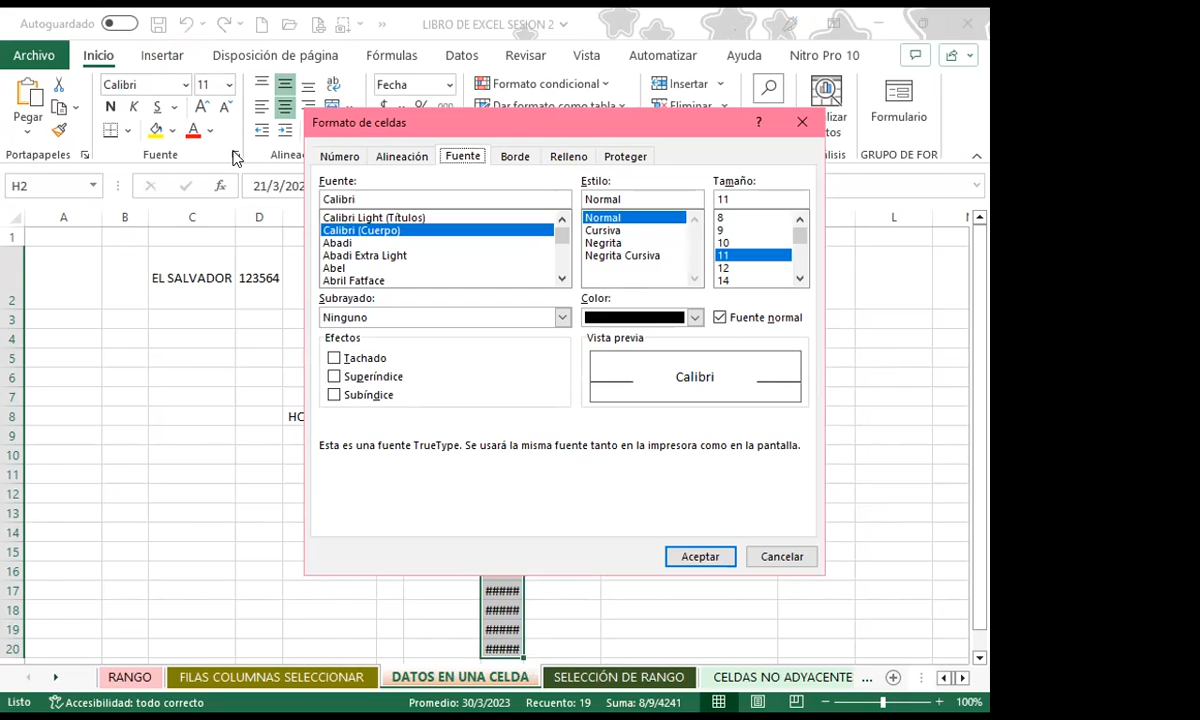 Autoguardado
LIBRO DE EXCEL SESION 2
Archivo Inicio Insertar Disposición de página Fórmulas Datos Revisar Vista Automatizar Ayuda Nitro Pro 10
Calibri 11 ab Fecha Formato condicional Insertar
Pegar N K S A A $ % 000 Dar formato como tabla Eliminar Formulario
A
Portapapeles Fuente GRUPO DE FOR
Formato de celdas ?
H2 fx
Número Alineación Fuente Borde Relleno Proteger
Fuente: Estilo: Tamaño:
Calibri Normal 11
Calibri Light (Títulos) Normal 8
Calibri (Cuerpo) Cursiva 9
Abadi Negrita 10
Abadi Extra Light Negrita Cursiva 11
Abel 12
Abril Fatface 14
Subrayado: Color:
Ninguno Fuente normal
Efectos Vista previa
Tachado
Superíndice Calibri
Subíndice
Esta es una fuente TrueType. Se usará la misma fuente tanto en la impresora como en la pantalla.
Aceptar Cancelar
A B C D L
1
EL SALVADOR 123564
2
3
4
5
6
7
8
9
10
11
12
13
14
15
16
17 #####
18 #####
19 #####
20 #####
RANGO FILAS COLUMNAS SELECCIONAR DATOS EN UNA CELDA SELECCIÓN DE RANGO CELDAS NO ADYACENTE ...
Listo Accesibilidad: todo correcto Promedio: 30/3/2023 Recuento: 19 Suma: 8/9/4241 100%